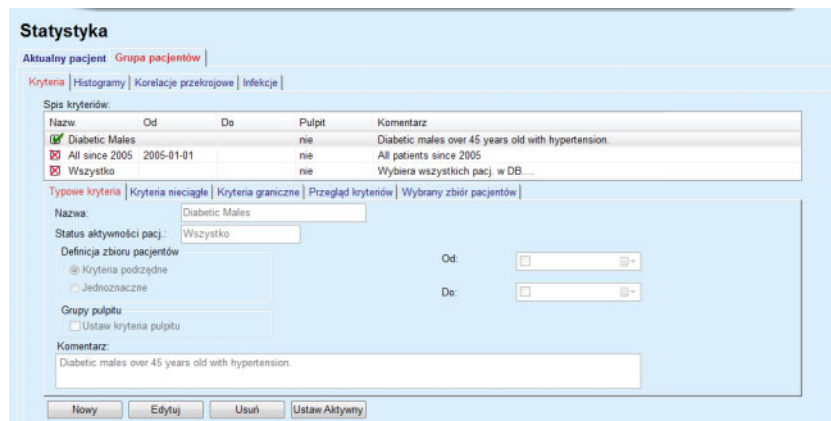 Statystyka
Aktualny pacjent Grupa pacjentów
Kryteria Histogramy Korelacje przekrojowe Infekcje
Spis kryteriów:
Nazw. Od Do Pulpit Komentarz
Diabetic Males nie Diabetic males over 45 years old with hypertension.
All since 2005 2005-01-01 nie All patients since 2005
Wszystko nie Wybiera wszystkich pacj. w DB....
Typowe kryteria Kryteria nieciągłe Kryteria graniczne Przegląd kryteriów Wybrany zbiór pacjentów
Nazwa: Diabetic Males
Status aktywności pacj.: Wszystko
Definicja zbioru pacjentów
Od:
Kryteria podrzędne
Jednoznaczne
Do:
Grupy pulpitu
Ustaw kryteria pulpitu
Komentarz:
Diabetic males over 45 years old with hypertension.
Nowy Edytuj Usuń Ustaw Aktywny